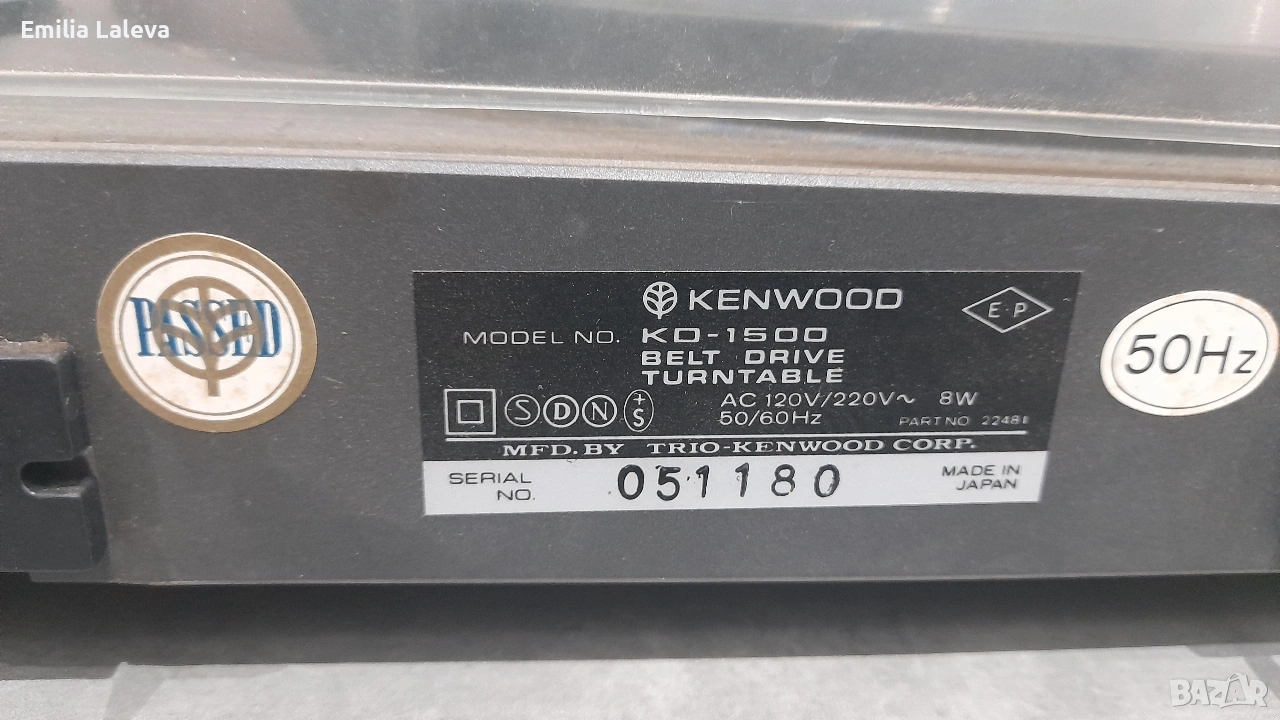 Emilia Laleva
PASSED
KENWOOD
E·P
MODEL NO. KD-1500
BELT DRIVE
TURNTABLE
S D N +S
AC 120V/220V~ 8W
50/60Hz
PART NO 22481
MFD. BY TRIO-KENWOOD CORP.
SERIAL NO.
051180
MADE IN
JAPAN
50Hz
BAZAR